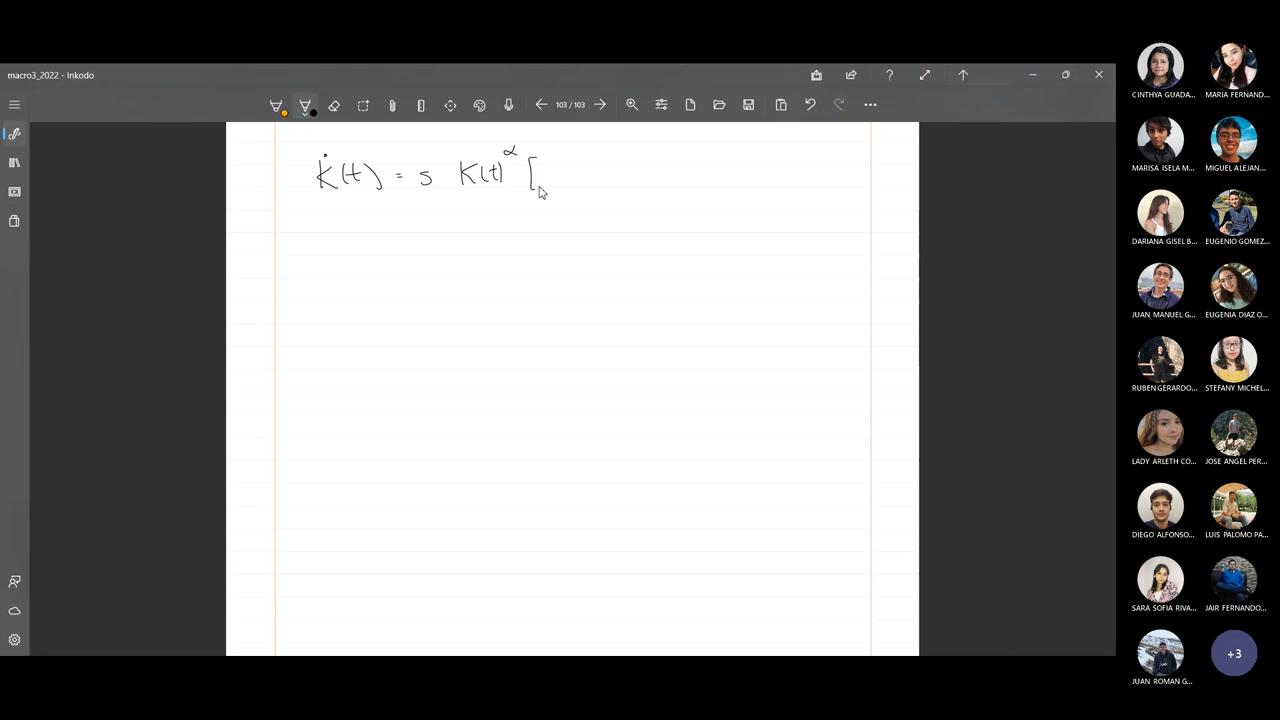 macro3_2022 - Inkodo
103 / 103
K̇(t) = s K(t)^α [
CINTHYA GUADA...
MARIA FERNAND...
MARISA ISELA M...
MIGUEL ALEJAN...
DARIANA GISEL B...
EUGENIO GOMEZ...
JUAN MANUEL G...
EUGENIA DIAZ O...
RUBEN GERARDO...
STEFANY MICHEL...
LADY ARLETH CO...
JOSE ANGEL PER...
DIEGO ALFONSO...
LUIS PALOMO PA...
SARA SOFIA RIVA...
JAIR FERNANDO...
JUAN ROMAN G...
+3